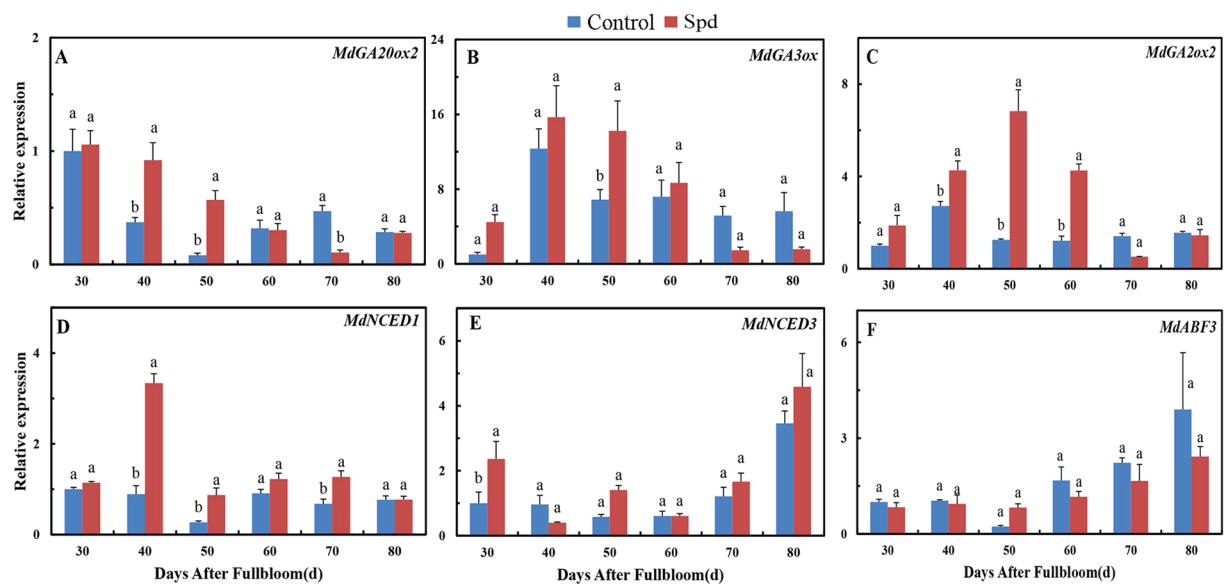 Control Spd
A MdGA20ox2
B MdGA3ox
C MdGA2ox2
Relative expression
2
1
0
a a b a b a a a a b a a
30 40 50 60 70 80
24
16
8
0
a a a a b a a a a a a a
30 40 50 60 70 80
8
4
0
a a b a b a b a a a a a
30 40 50 60 70 80
D MdNCED1
E MdNCED3
F MdABF3
Relative expression
4
2
0
a a b a b a a a b a a a
30 40 50 60 70 80
Days After Fullbloom(d)
6
4
2
0
b a a a a a a a a a a a
30 40 50 60 70 80
Days After Fullbloom(d)
6
3
0
a a a a a a a a a a a a
30 40 50 60 70 80
Days After Fullbloom(d)